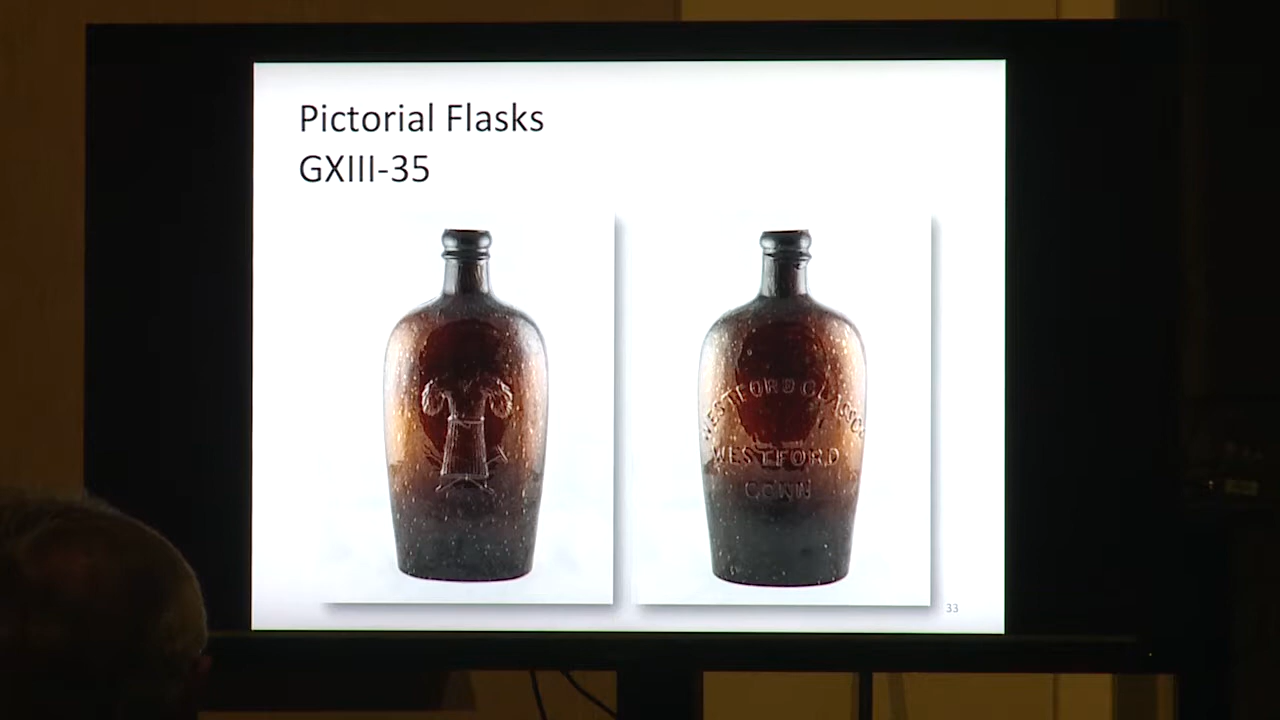 Pictorial Flasks
GXIII-35
WESTFORD GLASS Co
WESTFORD
CONN
33